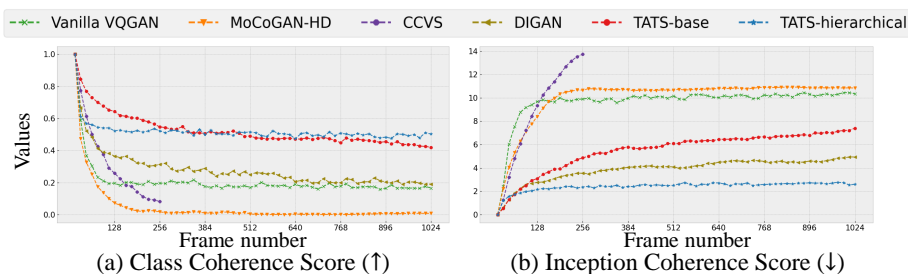 Vanilla VQGAN MoCoGAN-HD CCVS DIGAN TATS-base TATS-hierarchical
Values
1.0
0.8
0.6
0.4
0.2
0.0
128 256 384 512 640 768 896 1024
Frame number
(a) Class Coherence Score (↑)
14
12
10
8
6
4
2
0
128 256 384 512 640 768 896 1024
Frame number
(b) Inception Coherence Score (↓)